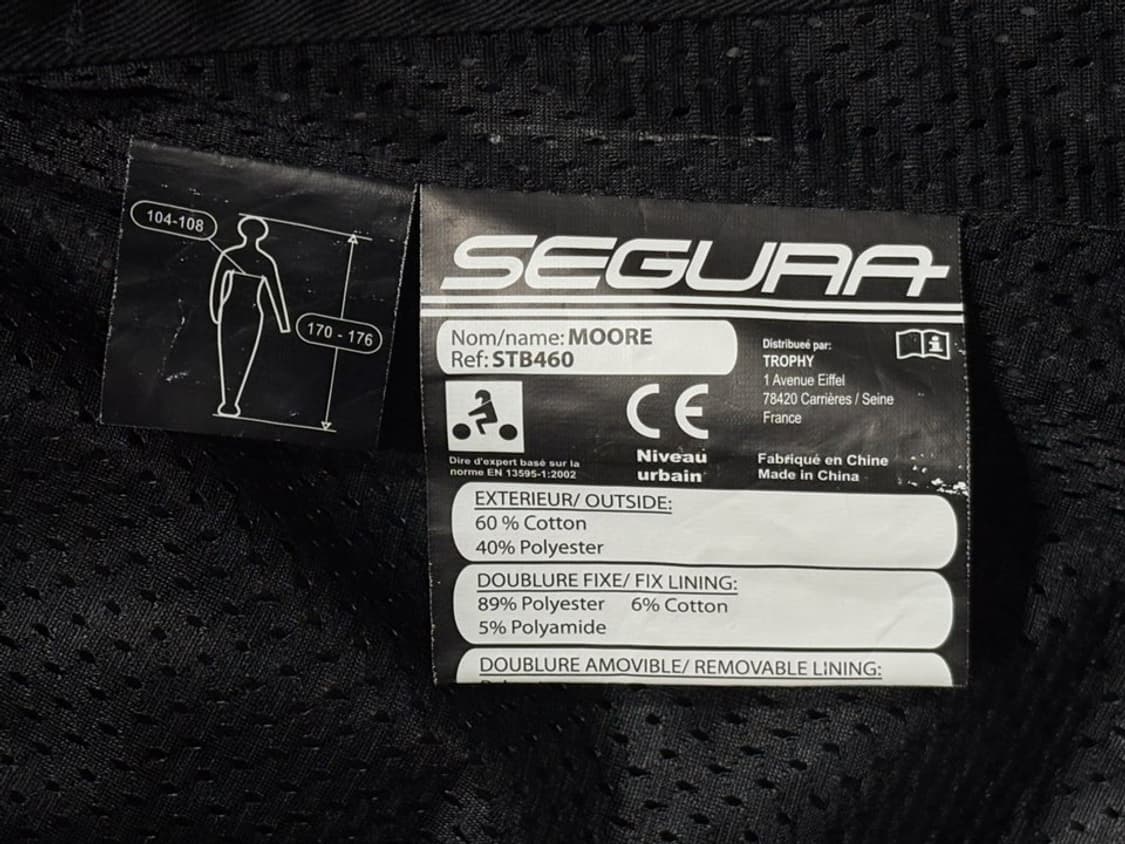 104-108
170 - 176
SEGURA
Nom/name: MOORE
Ref: STB460
Distribueé par:
TROPHY
1 Avenue Eiffel
78420 Carrières / Seine
France
Dire d'expert basé sur la
norme EN 13595-1:2002
CE
Niveau
urbain
Fabriqué en Chine
Made in China
EXTERIEUR/ OUTSIDE:
60 % Cotton
40% Polyester
DOUBLURE FIXE/ FIX LINING:
89% Polyester 6% Cotton
5% Polyamide
DOUBLURE AMOVIBLE/ REMOVABLE LINING: